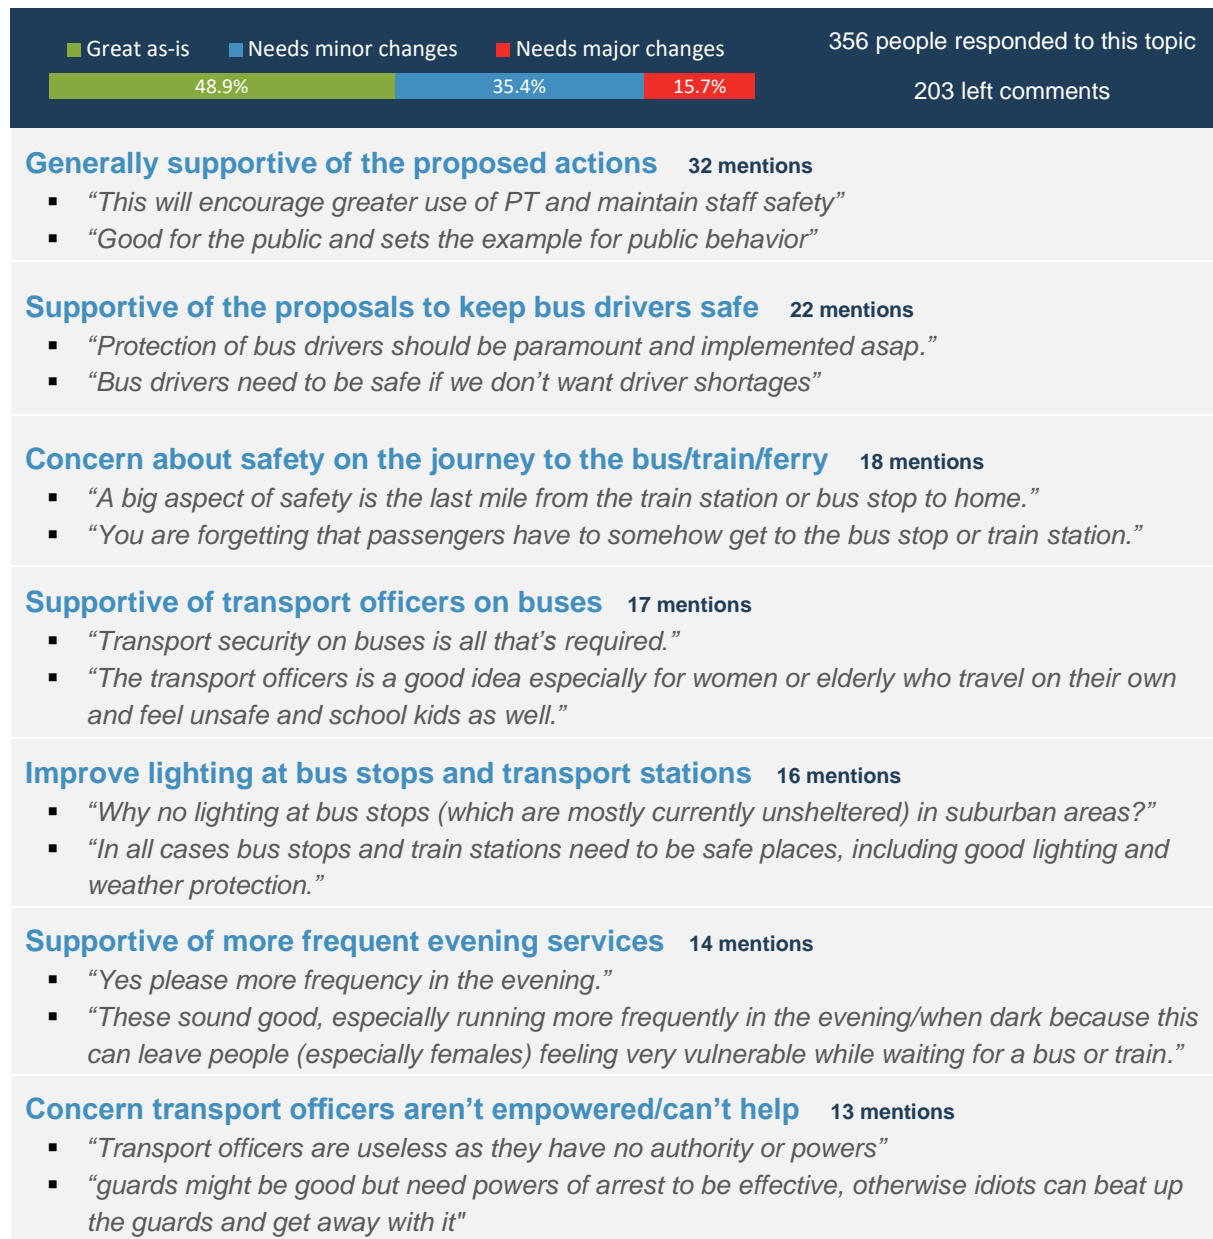 Great as-is Needs minor changes Needs major changes
48.9% 35.4% 15.7%
356 people responded to this topic
203 left comments
Generally supportive of the proposed actions 32 mentions
▪ “This will encourage greater use of PT and maintain staff safety”
▪ “Good for the public and sets the example for public behavior”
Supportive of the proposals to keep bus drivers safe 22 mentions
▪ “Protection of bus drivers should be paramount and implemented asap.”
▪ “Bus drivers need to be safe if we don’t want driver shortages”
Concern about safety on the journey to the bus/train/ferry 18 mentions
▪ “A big aspect of safety is the last mile from the train station or bus stop to home.”
▪ “You are forgetting that passengers have to somehow get to the bus stop or train station.”
Supportive of transport officers on buses 17 mentions
▪ “Transport security on buses is all that’s required.”
▪ “The transport officers is a good idea especially for women or elderly who travel on their own
and feel unsafe and school kids as well.”
Improve lighting at bus stops and transport stations 16 mentions
▪ “Why no lighting at bus stops (which are mostly currently unsheltered) in suburban areas?”
▪ “In all cases bus stops and train stations need to be safe places, including good lighting and
weather protection.”
Supportive of more frequent evening services 14 mentions
▪ “Yes please more frequency in the evening.”
▪ “These sound good, especially running more frequently in the evening/when dark because this
can leave people (especially females) feeling very vulnerable while waiting for a bus or train.”
Concern transport officers aren’t empowered/can’t help 13 mentions
▪ “Transport officers are useless as they have no authority or powers”
▪ “guards might be good but need powers of arrest to be effective, otherwise idiots can beat up
the guards and get away with it"